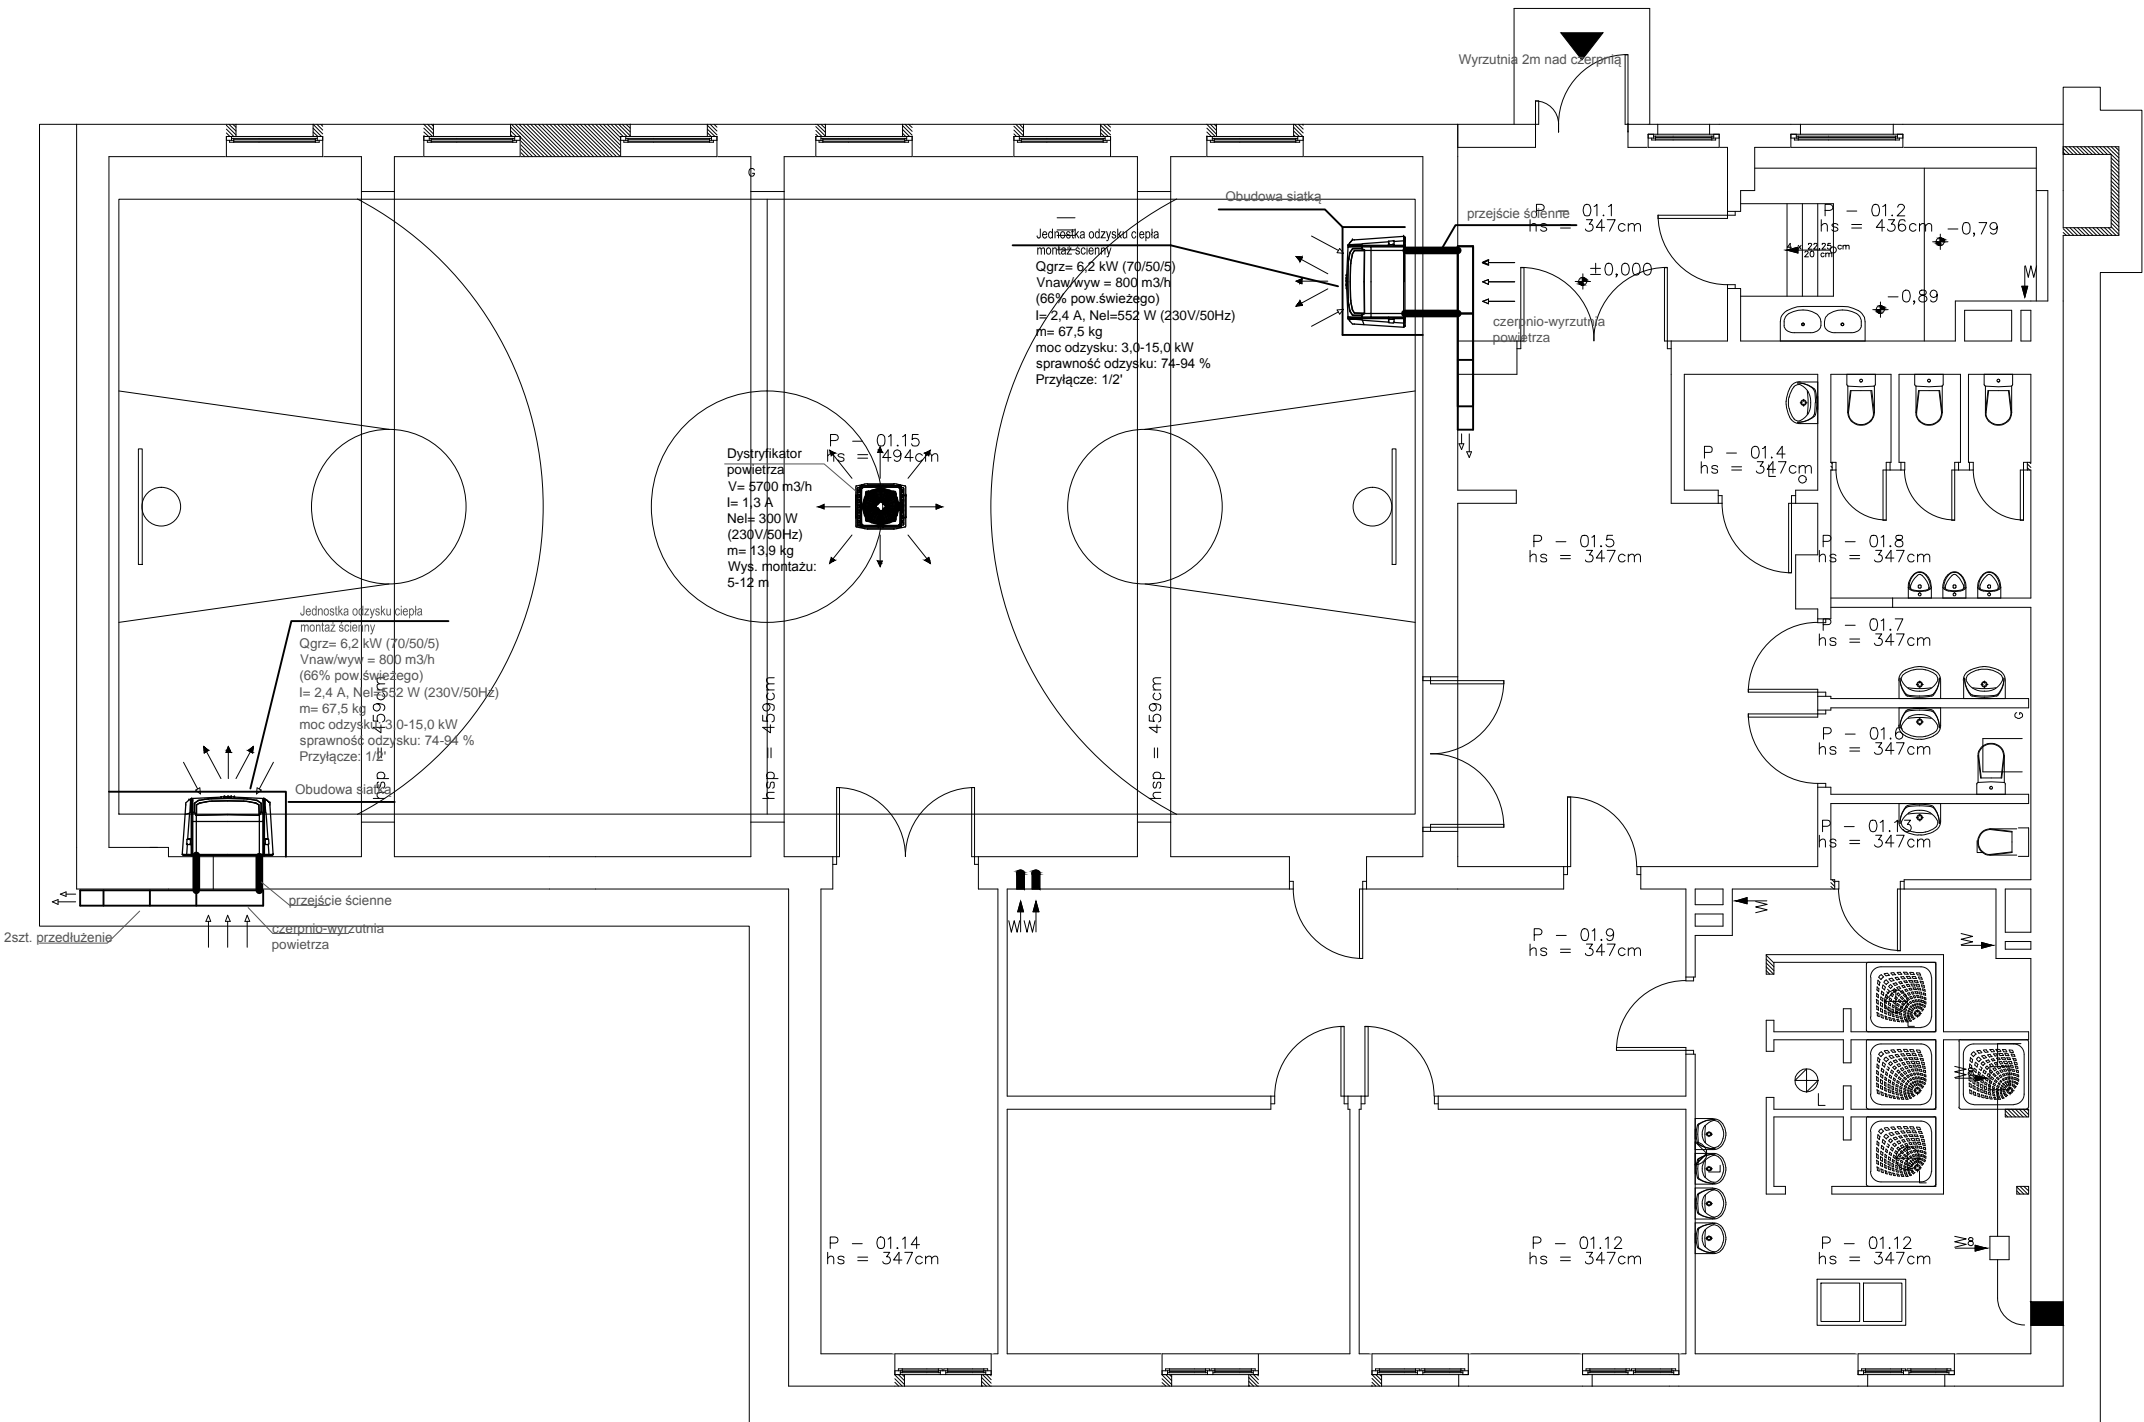 Wyrzutnia 2m nad czerpnią
G
Obudowa siatką
przejście ścienne
P - 01.1
hs = 347cm
P - 01.2
hs = 436cm
-0,79
4 x 22,25 cm
20 cm
W
±0,000
-0,89
Jednostka odzysku ciepła
montaż ścienny
Qgrz= 6,2 kW (70/50/5)
Vnaw/wyw = 800 m3/h
(66% pow.świeżego)
I= 2,4 A, Nel=552 W (230V/50Hz)
m= 67,5 kg
moc odzysku: 3,0-15,0 kW
sprawność odzysku: 74-94 %
Przyłącze: 1/2'
czerpnio-wyrzutnia
powietrza
P - 01.15
hs = 494cm
Dystryfikator
powietrza
V= 5700 m3/h
I= 1,3 A
Nel= 300 W
(230V/50Hz)
m= 13,9 kg
Wys. montażu:
5-12 m
P - 01.4
hs = 347cm
L
P - 01.5
hs = 347cm
P - 01.8
hs = 347cm
P - 01.7
hs = 347cm
P - 01.6
hs = 347cm
G
P - 01.13
hs = 347cm
Jednostka odzysku ciepła
montaż ścienny
Qgrz= 6,2 kW (70/50/5)
Vnaw/wyw = 800 m3/h
(66% pow.świeżego)
I= 2,4 A, Nel=552 W (230V/50Hz)
m= 67,5 kg
moc odzysku: 3,0-15,0 kW
sprawność odzysku: 74-94 %
Przyłącze: 1/2'
hsp = 459cm
hsp = 459cm
hsp = 459cm
Obudowa siatką
przejście ścienne
2szt. przedłużenie
czerpnio-wyrzutnia
powietrza
WW
W
W
P - 01.9
hs = 347cm
L
W
L
L
L
P - 01.14
hs = 347cm
P - 01.12
hs = 347cm
P - 01.12
hs = 347cm
W8